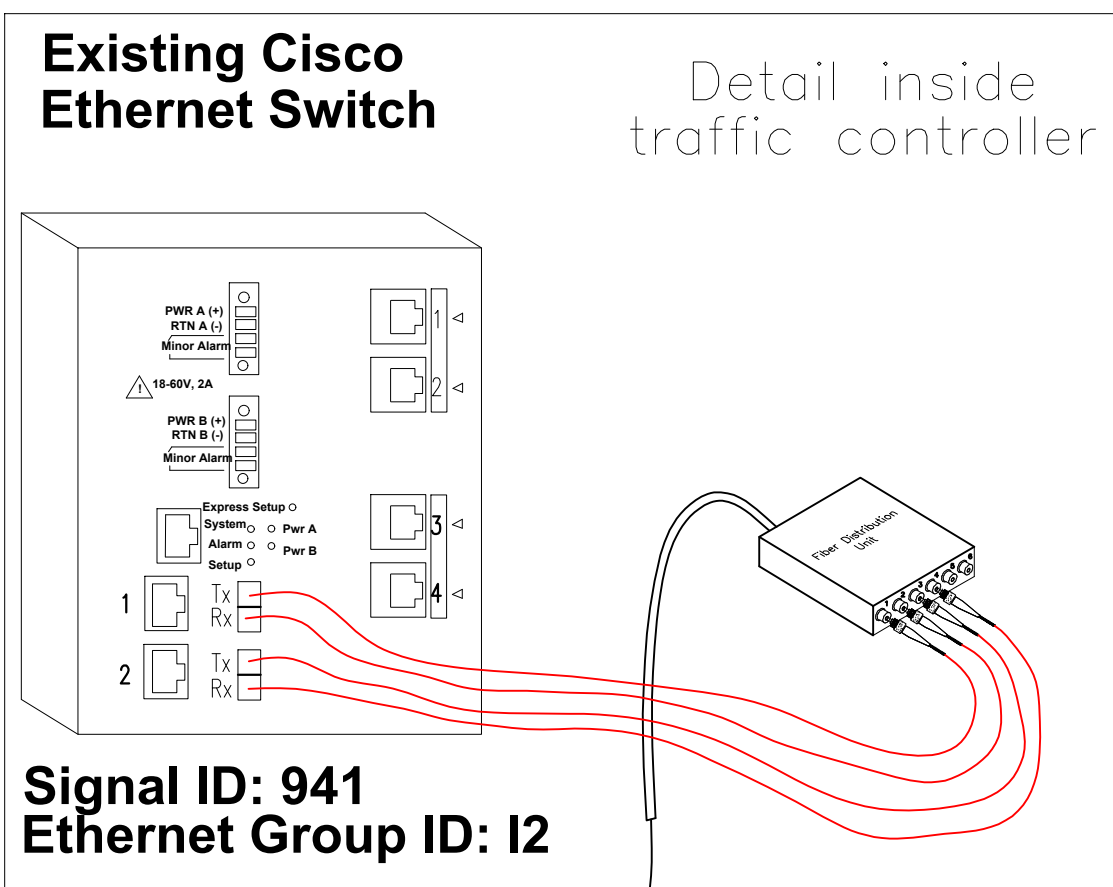 Existing Cisco
Ethernet Switch
Detail inside
traffic controller
PWR A (+)
RTN A (-)
Minor Alarm
! 18-60V, 2A
PWR B (+)
RTN B (-)
Minor Alarm
Express Setup
System
Pwr A
Alarm
Pwr B
Setup
1
2
3
4
1
Tx
Rx
2
Tx
Rx
Fiber Distribution
Unit
1 2 3 4 5 6
Signal ID: 941
Ethernet Group ID: I2